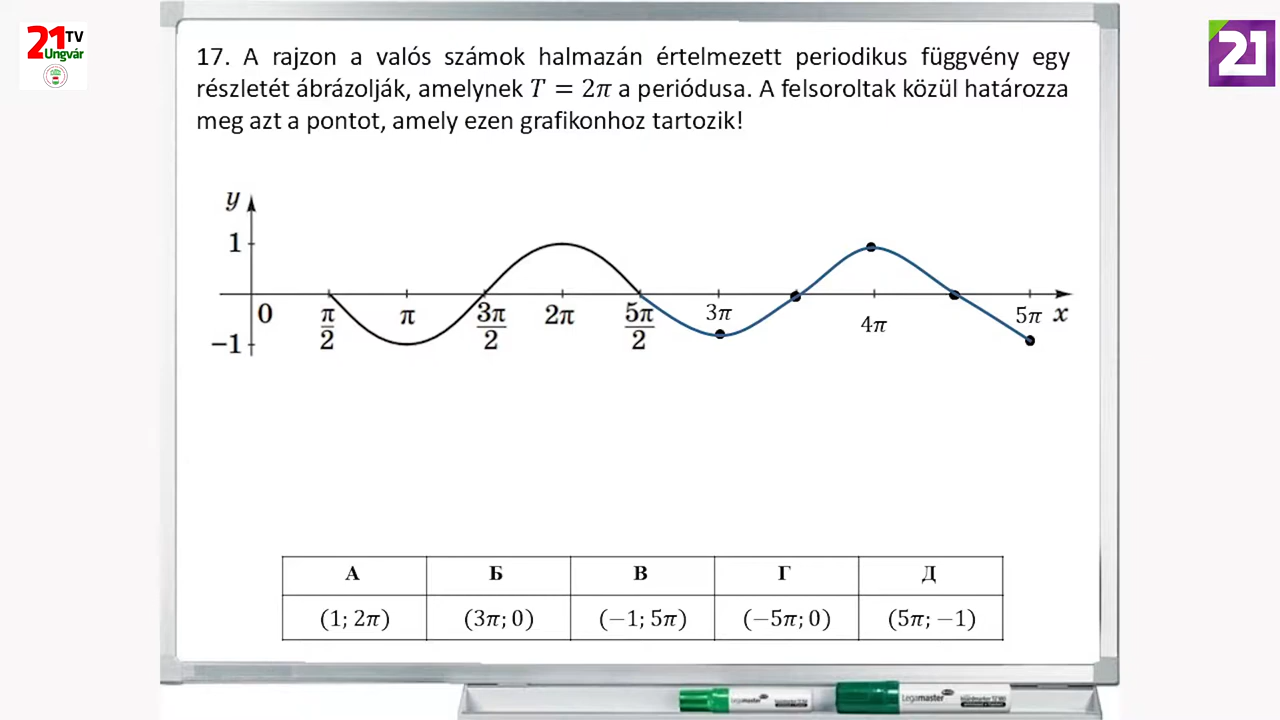 21 TV
Ungvár
21
17. A rajzon a valós számok halmazán értelmezett periodikus függvény egy
részletét ábrázolják, amelynek T = 2π a periódusa. A felsoroltak közül határozza
meg azt a pontot, amely ezen grafikonhoz tartozik!
y
1
0 π/2 π 3π/2 2π 5π/2 3π 4π 5π x
−1
А Б В Г Д
(1; 2π) (3π; 0) (−1; 5π) (−5π; 0) (5π; −1)
Legamaster Legamaster